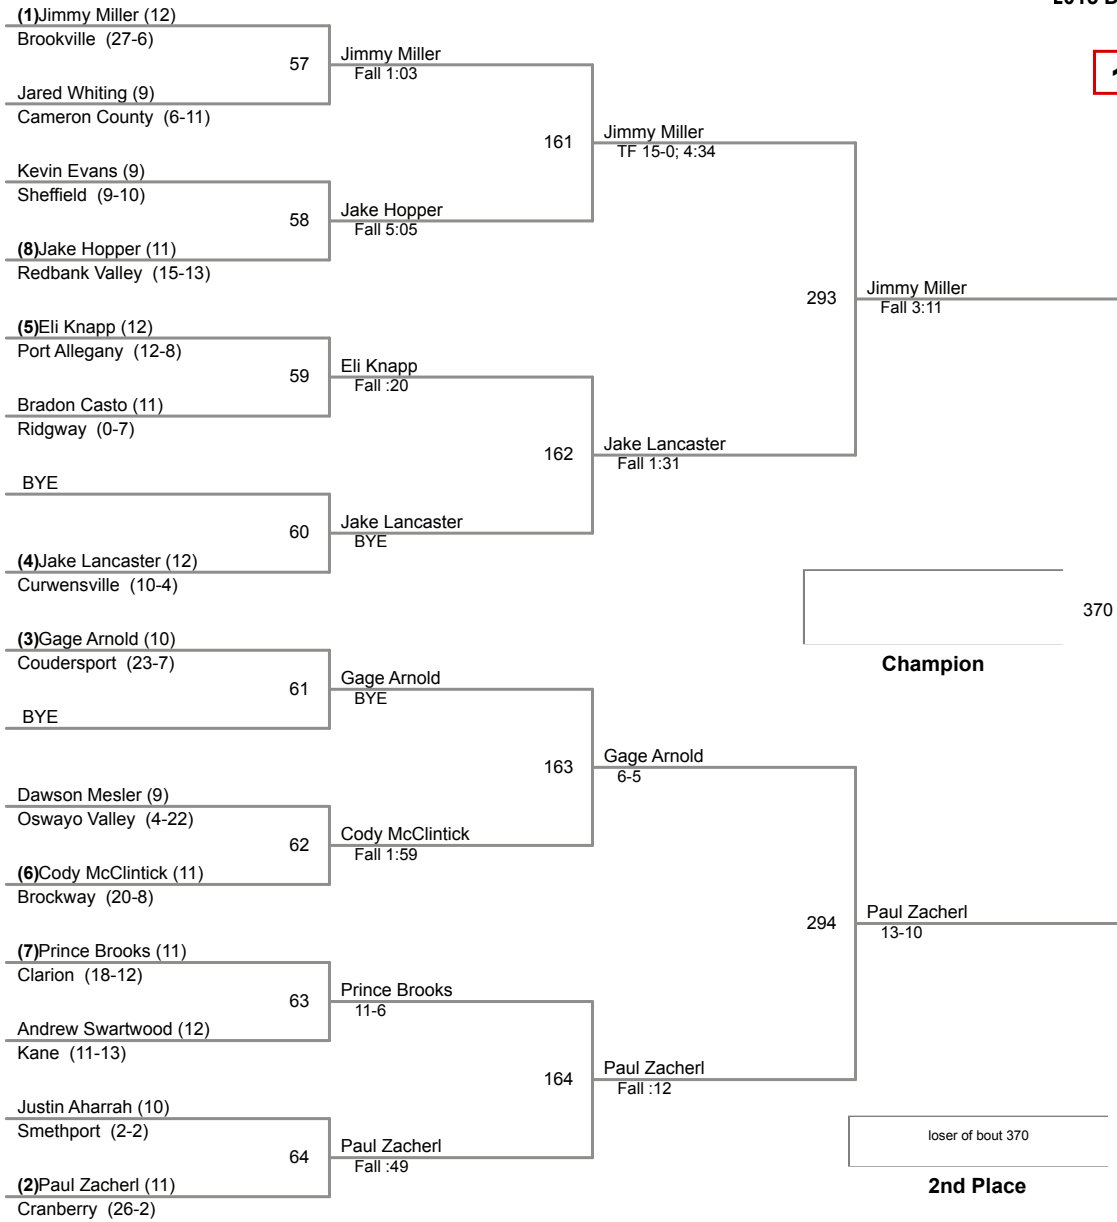 (1)Jimmy Miller (12)
Brookville (27-6)
57
Jared Whiting (9)
Cameron County (6-11)
Kevin Evans (9)
Sheffield (9-10)
58
(8)Jake Hopper (11)
Redbank Valley (15-13)
(5)Eli Knapp (12)
Port Allegany (12-8)
59
Bradon Casto (11)
Ridgway (0-7)
BYE
60
(4)Jake Lancaster (12)
Curwensville (10-4)
(3)Gage Arnold (10)
Coudersport (23-7)
61
BYE
Dawson Mesler (9)
Oswayo Valley (4-22)
62
(6)Cody McClintick (11)
Brockway (20-8)
(7)Prince Brooks (11)
Clarion (18-12)
63
Andrew Swartwood (12)
Kane (11-13)
Justin Aharrah (10)
Smethport (2-2)
64
(2)Paul Zacherl (11)
Cranberry (26-2)
Jimmy Miller
Fall 1:03
161
Jake Hopper
Fall 5:05
Eli Knapp
Fall :20
162
Jake Lancaster
BYE
Gage Arnold
BYE
163
Cody McClintick
Fall 1:59
Prince Brooks
11-6
164
Paul Zacherl
Fall :49
Jimmy Miller
TF 15-0; 4:34
293
Jake Lancaster
Fall 1:31
Gage Arnold
6-5
294
Paul Zacherl
Fall :12
Jimmy Miller
Fall 3:11
370
Champion
Paul Zacherl
13-10
loser of bout 370
2nd Place